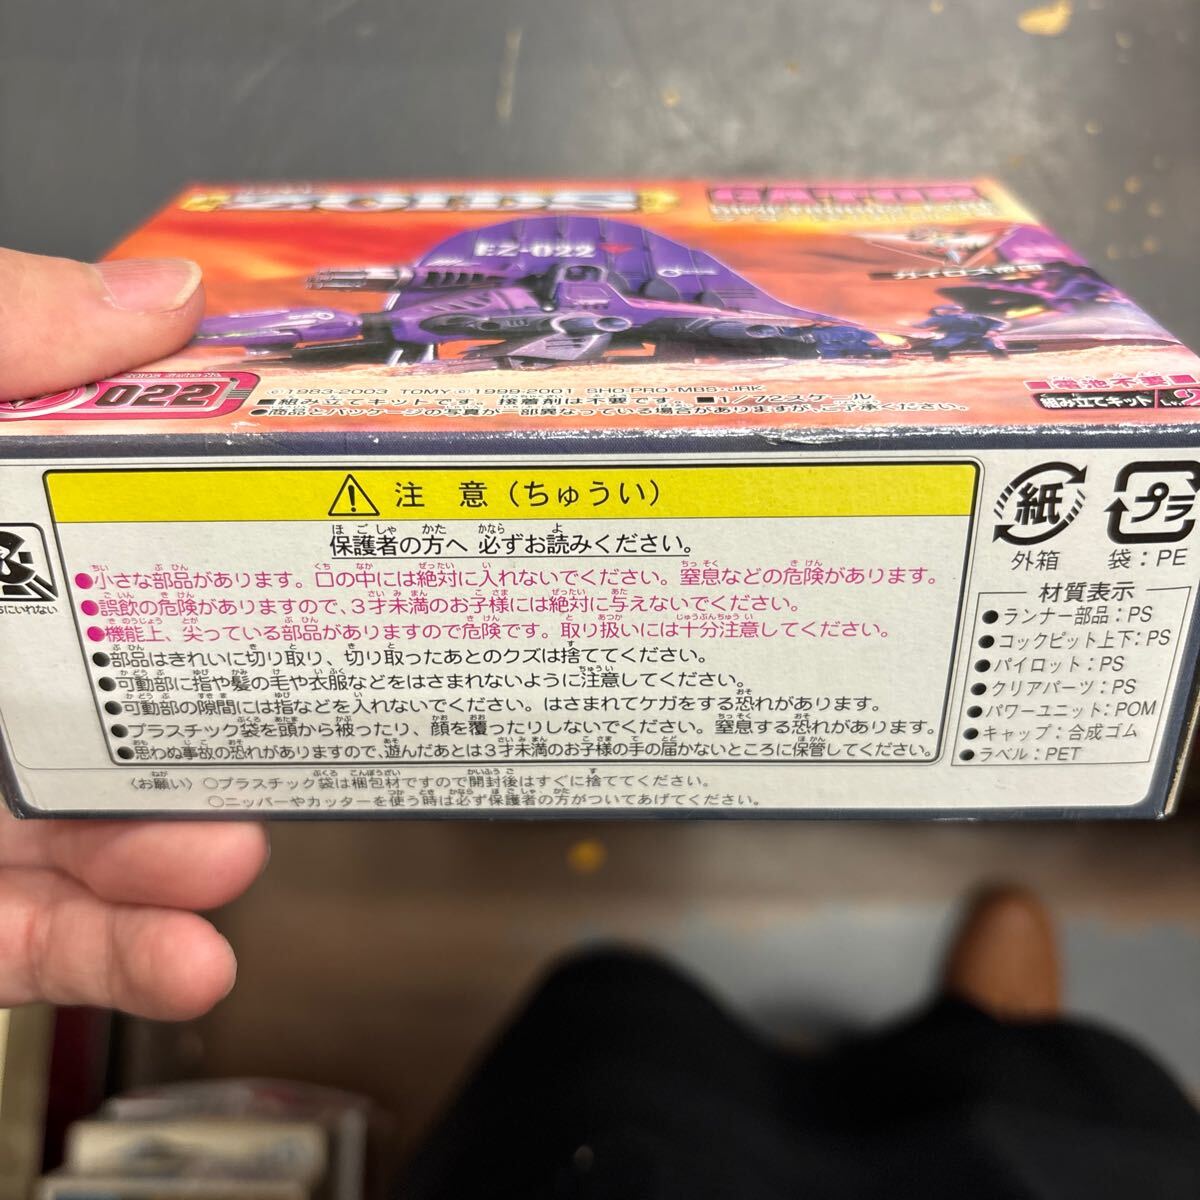 ZOIDS
GATOR
EZ-022
ガイロス帝国
022
©1983-2003 TOMY ©1999-2001 SHO-PRO・MBS・JRK
■組み立てキットです。接着剤は不要です。 ■1/72スケール
●商品とパッケージの写真が一部異なっている場合がありますが、ご了承ください。
■電池不要■
組み立てキット
注 意(ちゅうい)
保護者の方へ 必ずお読みください。
●小さな部品があります。口の中には絶対に入れないでください。窒息などの危険があります。
●誤飲の危険がありますので、3才未満のお子様には絶対に与えないでください。
●機能上、尖っている部品がありますので危険です。取り扱いには十分注意してください。
●部品はきれいに切り取り、切り取ったあとのクズは捨ててください。
●可動部に指や髪の毛や衣服などをはさまれないように注意してください。
●可動部の隙間には指などを入れないでください。はさまれてケガをする恐れがあります。
●プラスチック袋を頭から被ったり、顔を覆ったりしないでください。窒息する恐れがあります。
●思わぬ事故の恐れがありますので、遊んだあとは3才未満のお子様の手の届かないところに保管してください。
〈お願い〉○プラスチック袋は梱包材ですので開封後はすぐに捨ててください。
○ニッパーやカッターを使う時は必ず保護者の方がついてあげてください。
紙
外箱
プラ
袋:PE
材質表示
●ランナー部品:PS
●コックピット上下:PS
●パイロット:PS
●クリアパーツ:PS
●パワーユニット:POM
●キャップ:合成ゴム
●ラベル:PET